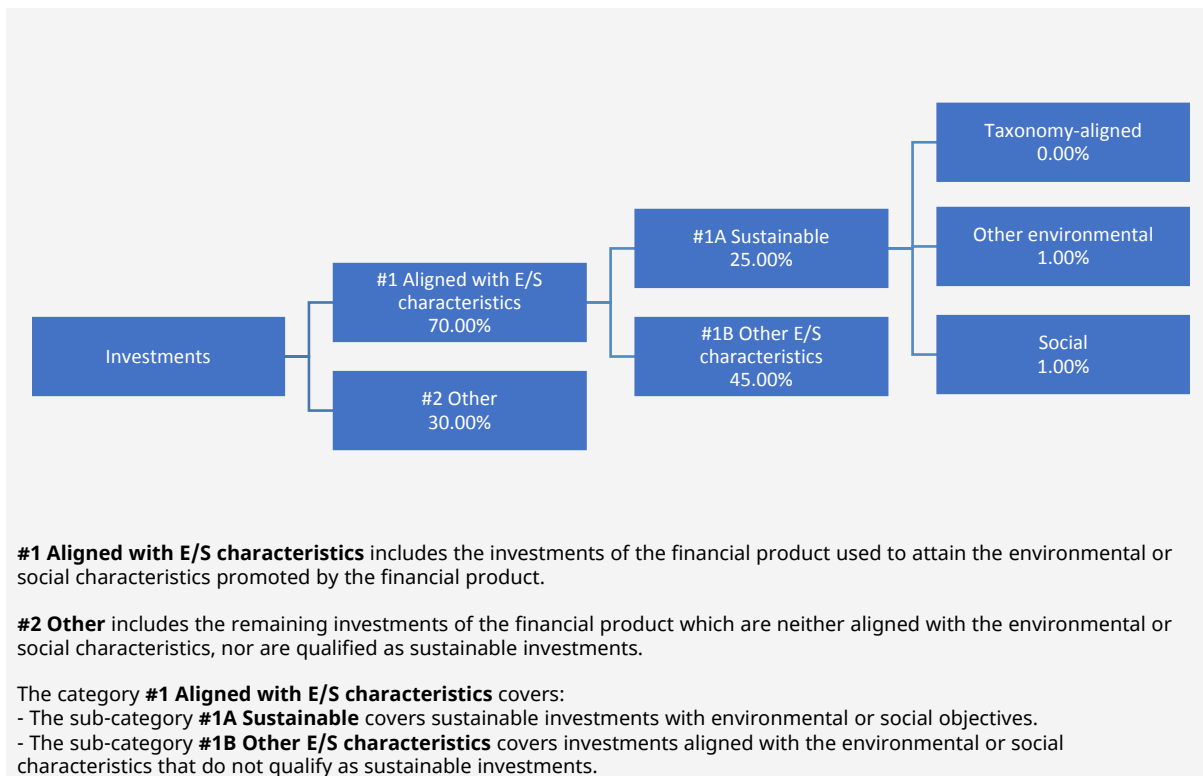 Investments
#1 Aligned with E/S
characteristics
70.00%
#2 Other
30.00%
#1A Sustainable
25.00%
#1B Other E/S
characteristics
45.00%
Taxonomy-aligned
0.00%
Other environmental
1.00%
Social
1.00%
#1 Aligned with E/S characteristics includes the investments of the financial product used to attain the environmental or
social characteristics promoted by the financial product.
#2 Other includes the remaining investments of the financial product which are neither aligned with the environmental or
social characteristics, nor are qualified as sustainable investments.
The category #1 Aligned with E/S characteristics covers:
- The sub-category #1A Sustainable covers sustainable investments with environmental or social objectives.
- The sub-category #1B Other E/S characteristics covers investments aligned with the environmental or social
characteristics that do not qualify as sustainable investments.